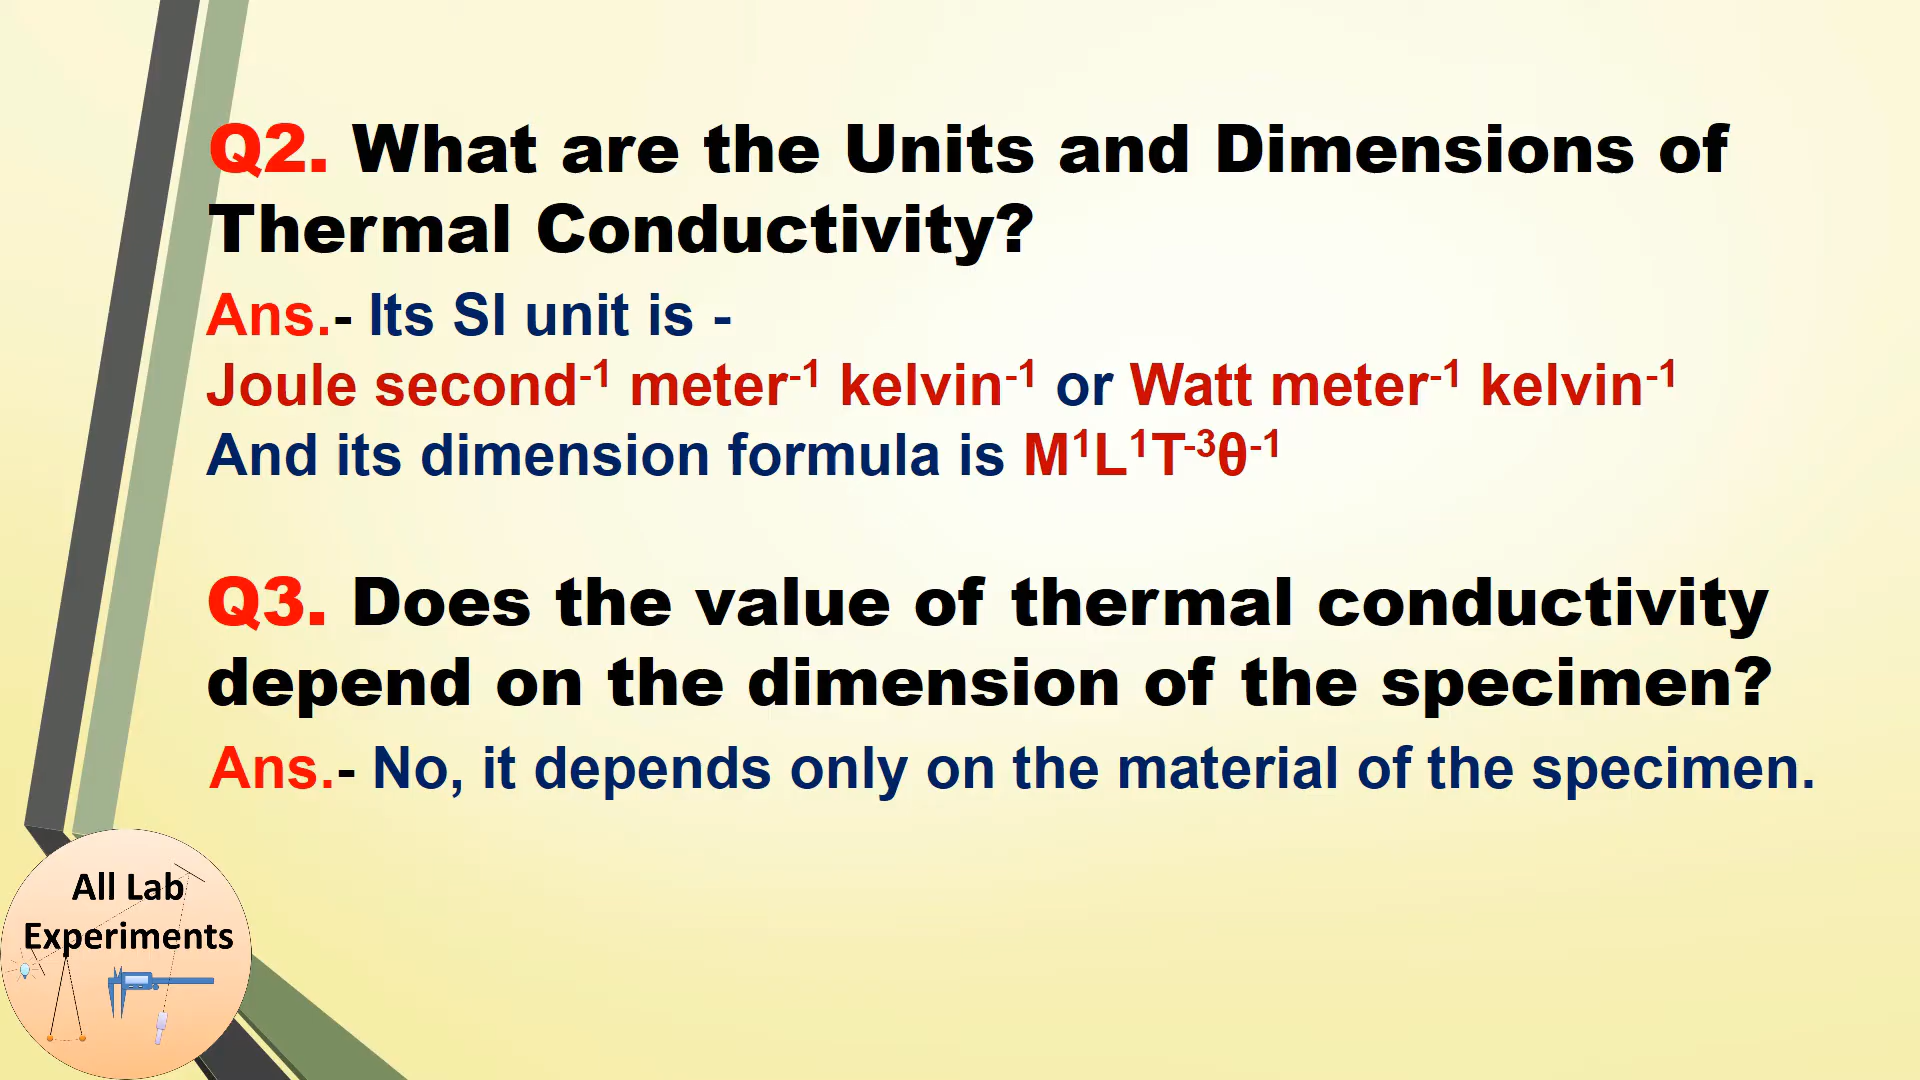 Q2. What are the Units and Dimensions of
Thermal Conductivity?
Ans.- Its SI unit is -
Joule second⁻¹ meter⁻¹ kelvin⁻¹ or Watt meter⁻¹ kelvin⁻¹
And its dimension formula is M¹L¹T⁻³θ⁻¹
Q3. Does the value of thermal conductivity
depend on the dimension of the specimen?
Ans.- No, it depends only on the material of the specimen.
All Lab
Experiments